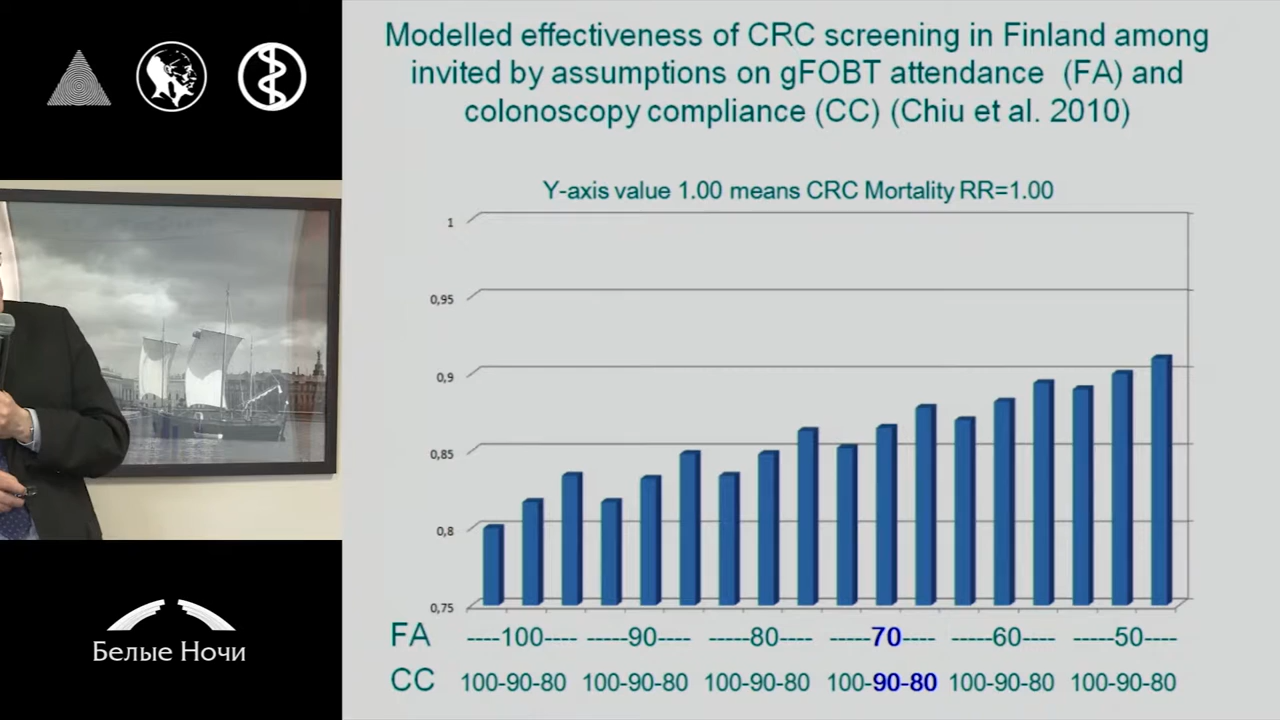 Modelled effectiveness of CRC screening in Finland among
invited by assumptions on gFOBT attendance (FA) and
colonoscopy compliance (CC) (Chiu et al. 2010)
Y-axis value 1.00 means CRC Mortality RR=1.00
1
0,95
0,9
0,85
0,8
0,75
FA ----100---- -----90---- -----80---- -----70---- -----60---- -----50----
CC 100-90-80 100-90-80 100-90-80 100-90-80 100-90-80 100-90-80
Белые Ночи